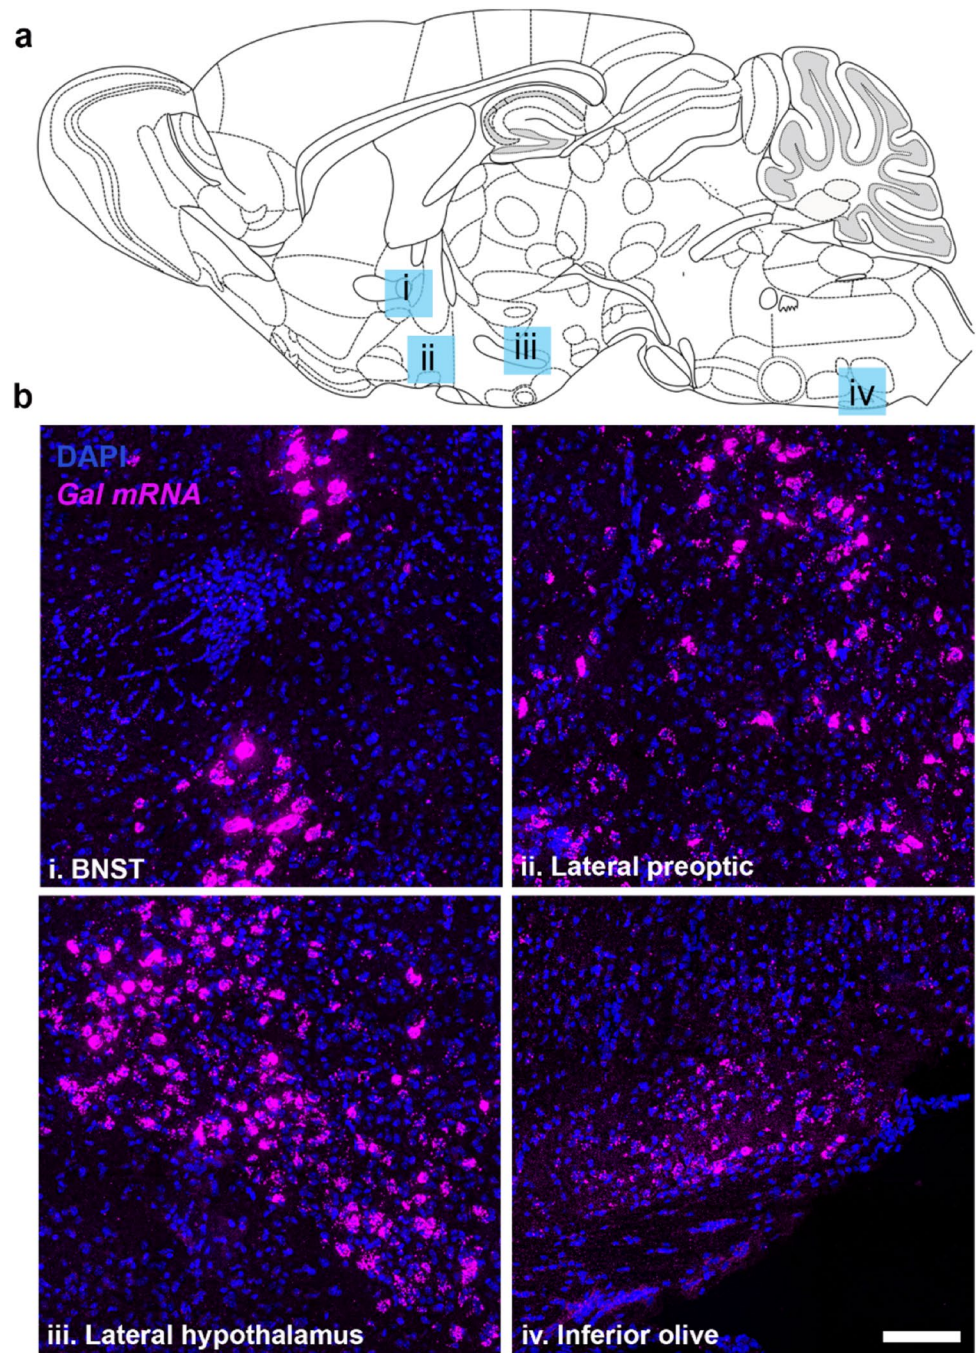 a
i
ii
iii
iv
b
DAPI
Gal mRNA
i. BNST
ii. Lateral preoptic
iii. Lateral hypothalamus
iv. Inferior olive